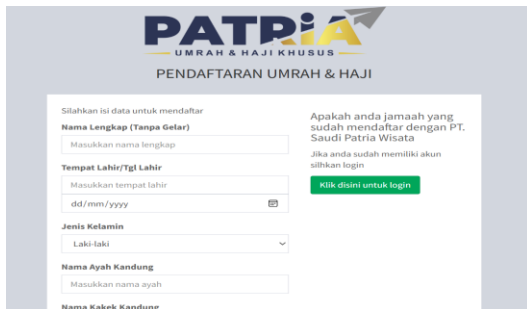 PATRIA
UMRAH & HAJI KHUSUS
PENDAFTARAN UMRAH & HAJI
Silahkan isi data untuk mendaftar
Nama Lengkap (Tanpa Gelar)
Masukkan nama lengkap
Tempat Lahir/Tgl Lahir
Masukkan tempat lahir
dd/mm/yyyy
Jenis Kelamin
Laki-laki
Nama Ayah Kandung
Masukkan nama ayah
Nama Kakek Kandung
Apakah anda jamaah yang
sudah mendaftar dengan PT.
Saudi Patria Wisata
Jika anda sudah memiliki akun
silhkan login
Klik disini untuk login